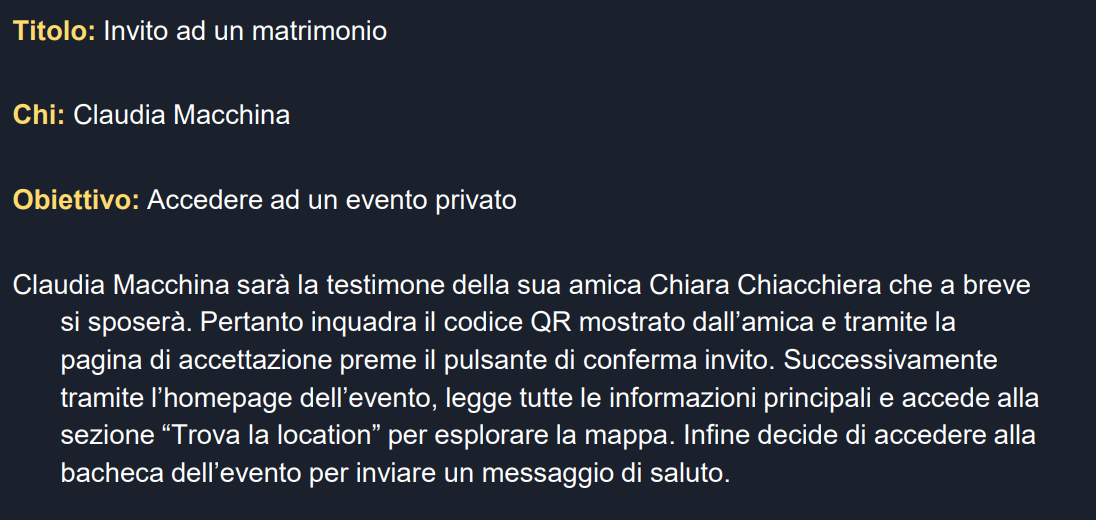 Titolo: Invito ad un matrimonio
Chi: Claudia Macchina
Obiettivo: Accedere ad un evento privato
Claudia Macchina sarà la testimone della sua amica Chiara Chiacchiera che a breve
si sposerà. Pertanto inquadra il codice QR mostrato dall’amica e tramite la
pagina di accettazione preme il pulsante di conferma invito. Successivamente
tramite l’homepage dell’evento, legge tutte le informazioni principali e accede alla
sezione “Trova la location” per esplorare la mappa. Infine decide di accedere alla
bacheca dell’evento per inviare un messaggio di saluto.